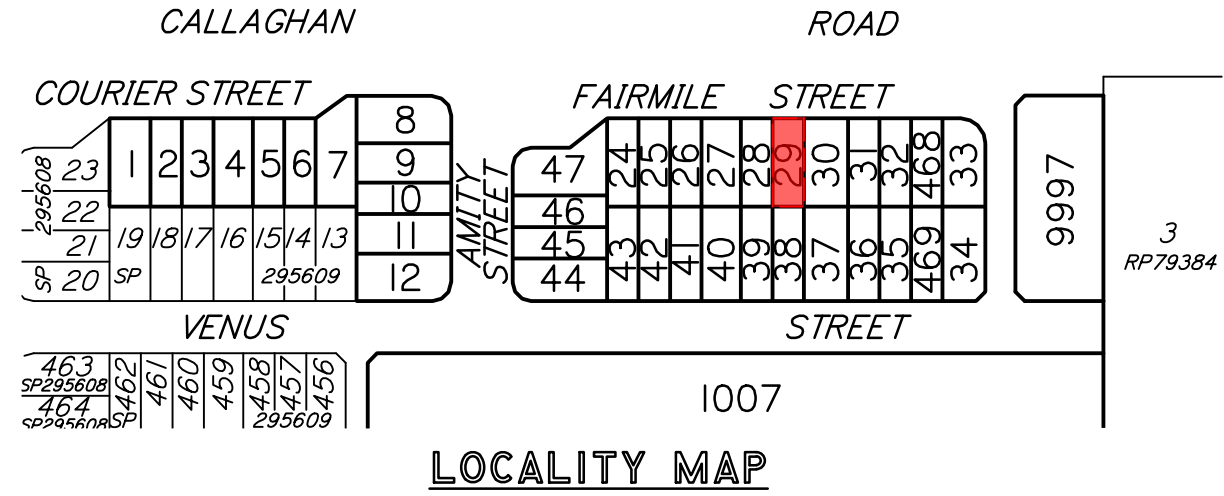 CALLAGHAN ROAD
COURIER STREET FAIRMILE STREET
8
9
10
11
12
1 2 3 4 5 6 7
23
22
21
20
295608
SP
19 18 17 16 15 14 13
SP 295609
AMITY
STREET
47
46
45
44
24 25 26 27 28 29 30 31 32 468 33
43 42 41 40 39 38 37 36 35 469 34
9997
3
RP79384
VENUS STREET
463
SP295608
464
SP295608
462 461 460 459 458 457 456
SP 295609
1007
LOCALITY MAP